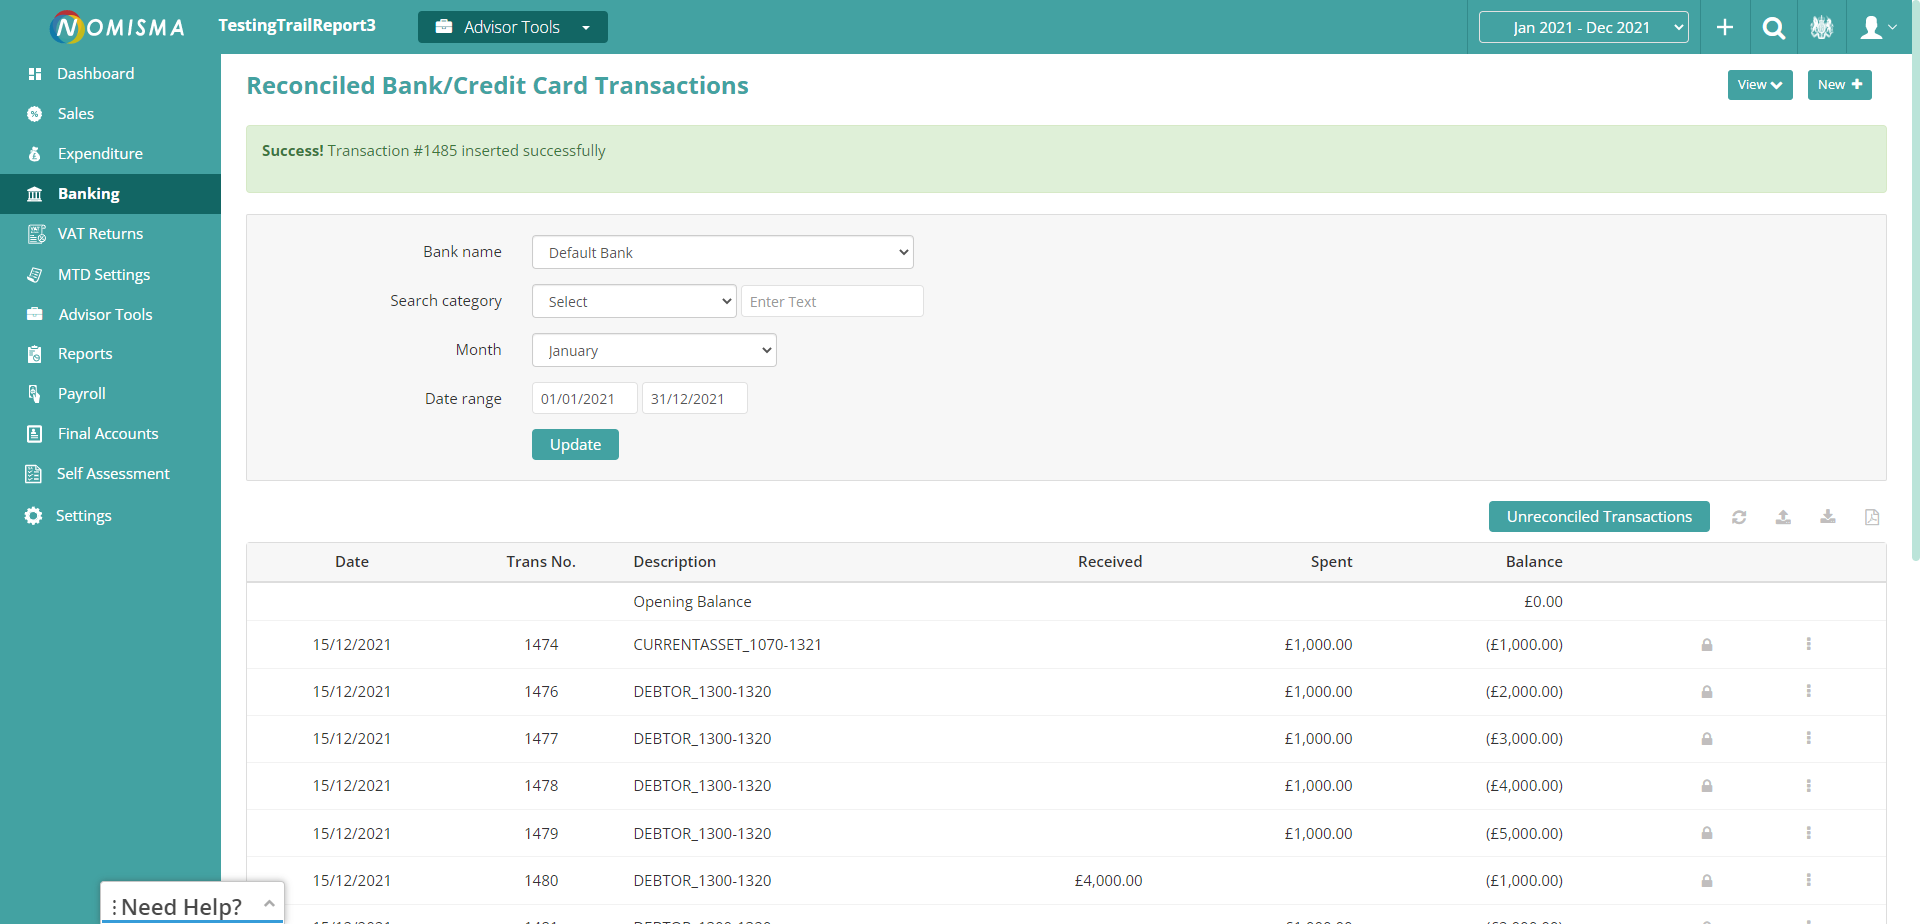 NOMISMA
TestingTrailReport3
Advisor Tools
Jan 2021 - Dec 2021
Dashboard
Sales
Expenditure
Banking
VAT Returns
MTD Settings
Advisor Tools
Reports
Payroll
Final Accounts
Self Assessment
Settings
Reconciled Bank/Credit Card Transactions
View
New
Success! Transaction #1485 inserted successfully
Bank name Default Bank
Search category Select Enter Text
Month January
Date range 01/01/2021 31/12/2021
Update
Unreconciled Transactions
Date Trans No. Description Received Spent Balance
Opening Balance £0.00
15/12/2021 1474 CURRENTASSET_1070-1321 £1,000.00 (£1,000.00)
15/12/2021 1476 DEBTOR_1300-1320 £1,000.00 (£2,000.00)
15/12/2021 1477 DEBTOR_1300-1320 £1,000.00 (£3,000.00)
15/12/2021 1478 DEBTOR_1300-1320 £1,000.00 (£4,000.00)
15/12/2021 1479 DEBTOR_1300-1320 £1,000.00 (£5,000.00)
15/12/2021 1480 DEBTOR_1300-1320 £4,000.00 (£1,000.00)
Need Help?